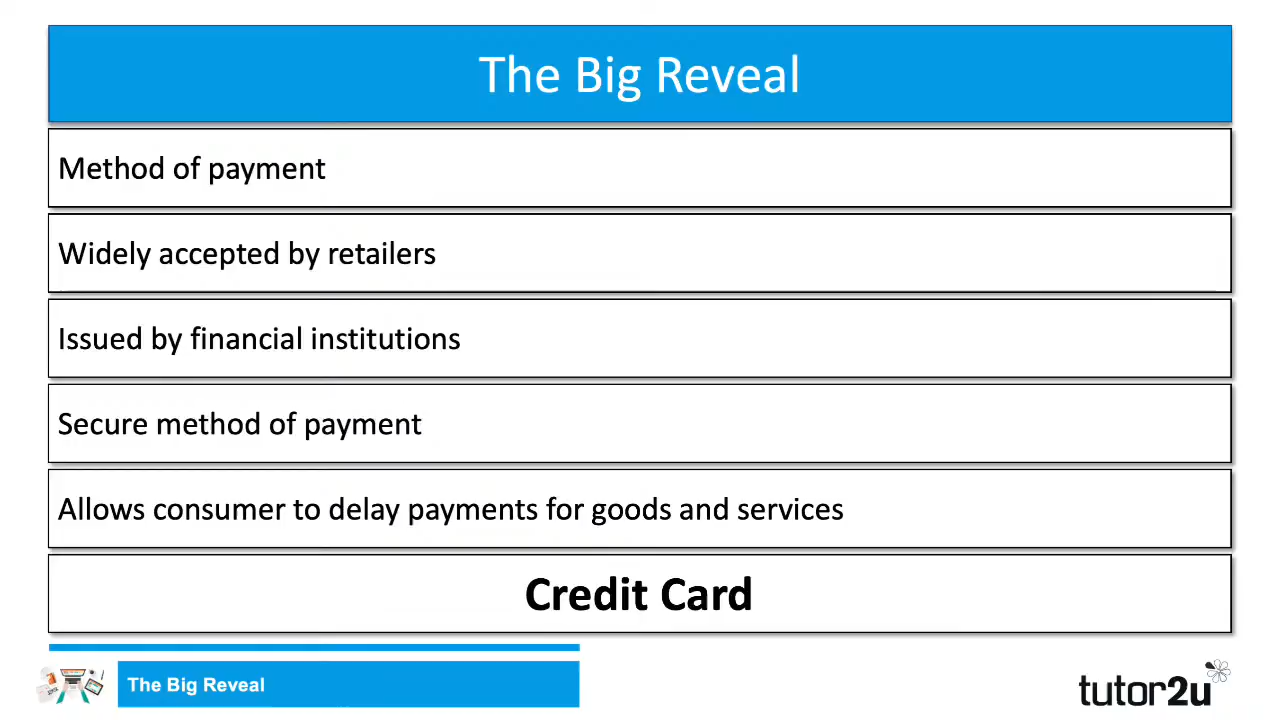 The Big Reveal
Method of payment
Widely accepted by retailers
Issued by financial institutions
Secure method of payment
Allows consumer to delay payments for goods and services
Credit Card
The Big Reveal
tutor2u